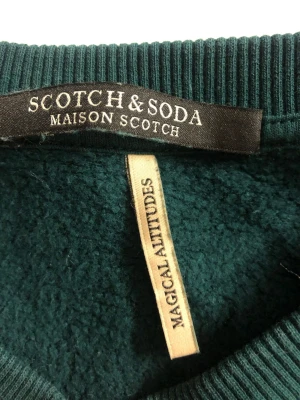 SCOTCH & SODA
MAISON SCOTCH
MAGICAL ALTITUDES